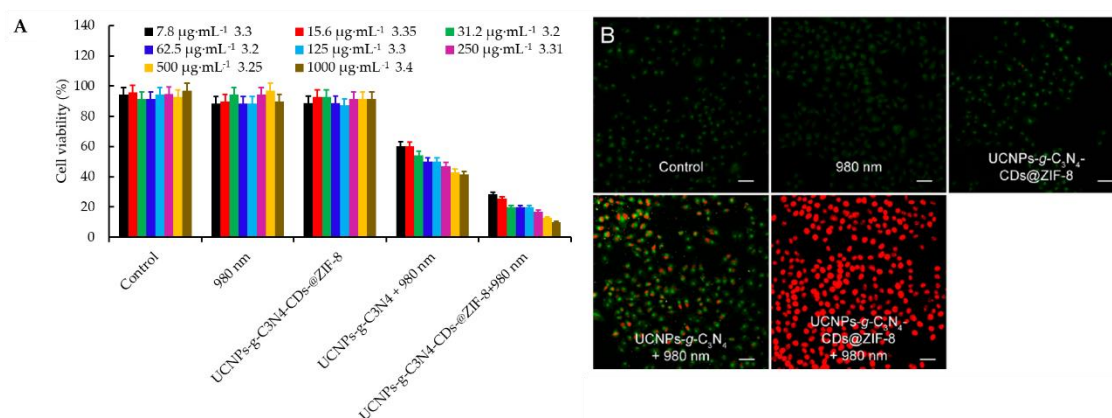 A
140
120
100
80
60
40
20
0
Cell viability (%)
7.8 µg·mL⁻¹ 3.3
15.6 µg·mL⁻¹ 3.35
31.2 µg·mL⁻¹ 3.2
62.5 µg·mL⁻¹ 3.2
125 µg·mL⁻¹ 3.3
250 µg·mL⁻¹ 3.31
500 µg·mL⁻¹ 3.25
1000 µg·mL⁻¹ 3.4
Control
980 nm
UCNPs-g-C3N4-CDs-@ZIF-8
UCNPs-g-C3N4 + 980 nm
UCNPs-g-C3N4-CDs-@ZIF-8+980 nm
B
Control
980 nm
UCNPs-g-C₃N₄-
CDs@ZIF-8
UCNPs-g-C₃N₄
+ 980 nm
UCNPs-g-C₃N₄-
CDs@ZIF-8
+ 980 nm